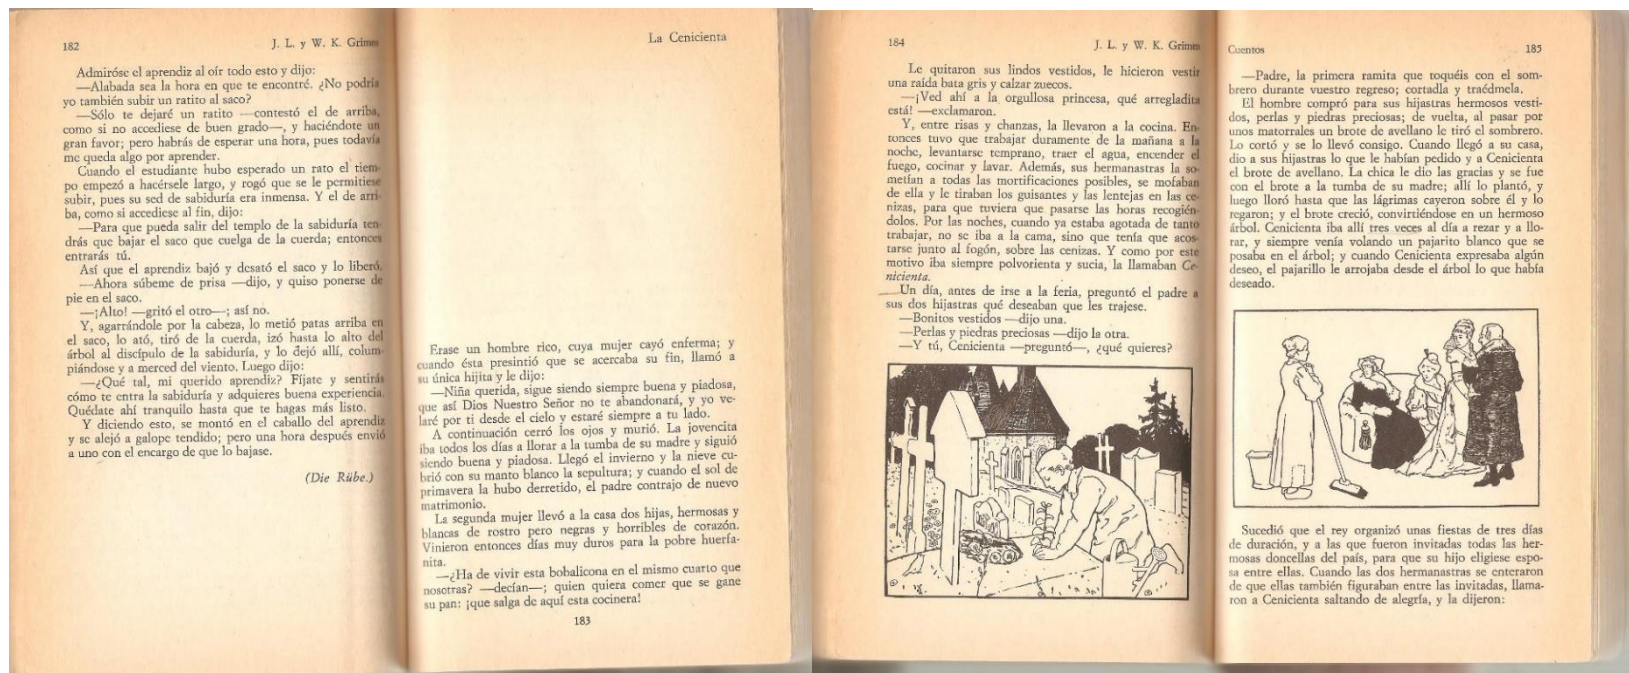 182
J. L. y W. K. Grimm
Admiróse el aprendiz al oír todo esto y dijo:
—Alabada sea la hora en que te encontré. ¿No podría
yo también subir un ratito al saco?
—Sólo te dejaré un ratito —contestó el de arriba,
como si no accediese de buen grado—, y haciéndote un
gran favor; pero habrás de esperar una hora, pues todavía
me queda algo por aprender.
Cuando el estudiante hubo esperado un rato el tiem-
po empezó a hacérsele largo, y rogó que se le permitiese
subir, pues su sed de sabiduría era inmensa. Y el de arri-
ba, como si accediese al fin, dijo:
—Para que pueda salir del templo de la sabiduría ten-
drás que bajar el saco que cuelga de la cuerda; entonces
entrarás tú.
Así que el aprendiz bajó y desató el saco y lo liberó.
—Ahora súbeme de prisa —dijo, y quiso ponerse de
pie en el saco.
—¡Alto! —gritó el otro—; así no.
Y, agarrándole por la cabeza, lo metió patas arriba en
el saco, lo ató, tiró de la cuerda, izó hasta lo alto del
árbol al discípulo de la sabiduría, y lo dejó allí, colum-
piándose y a merced del viento. Luego dijo:
—¿Qué tal, mi querido aprendiz? Fíjate y sentirás
cómo te entra la sabiduría y adquieres buena experiencia.
Quédate ahí tranquilo hasta que te hagas más listo.
Y diciendo esto, se montó en el caballo del aprendiz
y se alejó a galope tendido; pero una hora después envió
a uno con el encargo de que lo bajase.
(Die Rübe.)
La Cenicienta
Erase un hombre rico, cuya mujer cayó enferma; y
cuando ésta presintió que se acercaba su fin, llamó a
su única hijita y le dijo:
—Niña querida, sigue siendo siempre buena y piadosa,
que así Dios Nuestro Señor no te abandonará, y yo ve-
laré por ti desde el cielo y estaré siempre a tu lado.
A continuación cerró los ojos y murió. La jovencita
iba todos los días a llorar a la tumba de su madre y siguió
siendo buena y piadosa. Llegó el invierno y la nieve cu-
brió con su manto blanco la sepultura; y cuando el sol de
primavera la hubo derretido, el padre contrajo de nuevo
matrimonio.
La segunda mujer llevó a la casa dos hijas, hermosas y
blancas de rostro pero negras y horribles de corazón.
Vinieron entonces días muy duros para la pobre huerfa-
nita.
—¿Ha de vivir esta bobalicona en el mismo cuarto que
nosotras? —decían—; quien quiera comer que se gane
su pan: ¡que salga de aquí esta cocinera!
183
184
J. L. y W. K. Grimm
Le quitaron sus lindos vestidos, le hicieron vestir
una raída bata gris y calzar zuecos.
—¡Ved ahí a la orgullosa princesa, qué arregladita
está! —exclamaron.
Y, entre risas y chanzas, la llevaron a la cocina. En-
tonces tuvo que trabajar duramente de la mañana a la
noche, levantarse temprano, traer el agua, encender el
fuego, cocinar y lavar. Además, sus hermanastras la so-
metían a todas las mortificaciones posibles, se mofaban
de ella y le tiraban los guisantes y las lentejas en las ce-
nizas, para que tuviera que pasarse las horas recogién-
dolos. Por las noches, cuando ya estaba agotada de tanto
trabajar, no se iba a la cama, sino que tenía que acos-
tarse junto al fogón, sobre las cenizas. Y como por este
motivo iba siempre polvorienta y sucia, la llamaban Ce-
nicienta.
Un día, antes de irse a la feria, preguntó el padre a
sus dos hijastras qué deseaban que les trajese.
—Bonitos vestidos —dijo una.
—Perlas y piedras preciosas —dijo la otra.
—Y tú, Cenicienta —preguntó—, ¿qué quieres?
Cuentos
185
—Padre, la primera ramita que toquéis con el som-
brero durante vuestro regreso; cortadla y traédmela.
El hombre compró para sus hijastras hermosos vesti-
dos, perlas y piedras preciosas; de vuelta, al pasar por
unos matorrales un brote de avellano le tiró el sombrero.
Lo cortó y se lo llevó consigo. Cuando llegó a su casa,
dio a sus hijastras lo que le habían pedido y a Cenicienta
el brote de avellano. La chica le dio las gracias y se fue
con el brote a la tumba de su madre; allí lo plantó, y
luego lloró hasta que las lágrimas cayeron sobre él y lo
regaron; y el brote creció, convirtiéndose en un hermoso
árbol. Cenicienta iba allí tres veces al día a rezar y a llo-
rar, y siempre venía volando un pajarito blanco que se
posaba en el árbol; y cuando Cenicienta expresaba algún
deseo, el pajarillo le arrojaba desde el árbol lo que había
deseado.
Sucedió que el rey organizó unas fiestas de tres días
de duración, y a las que fueron invitadas todas las her-
mosas doncellas del país, para que su hijo eligiese espo-
sa entre ellas. Cuando las dos hermanastras se enteraron
de que ellas también figuraban entre las invitadas, llama-
ron a Cenicienta saltando de alegría, y la dijeron: